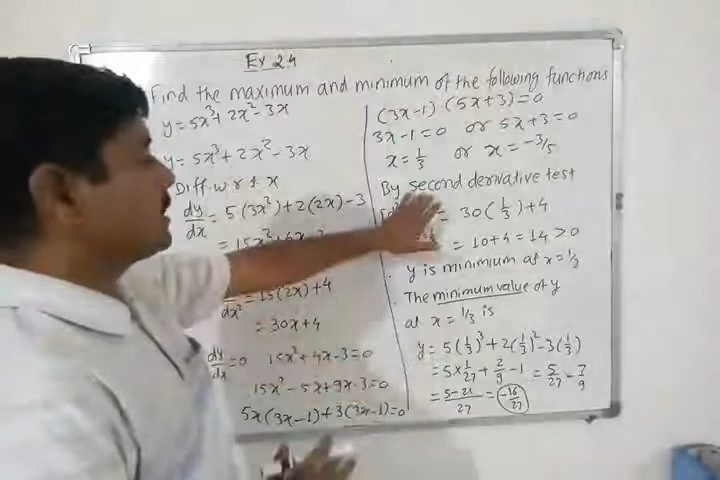 Ex 2.4
Find the maximum and minimum of the following functions
y=5x³+2x²-3x
y=5x³+2x²-3x
Diff w r t x
dy/dx = 5(3x²)+2(2x)-3
= 15x²
= 15(2x)+4
= 30x+4
dy/dx=0 15x²+4x-3=0
15x²-5x+9x-3=0
5x(3x-1)+3(3x-1)=0
(3x-1)(5x+3)=0
3x-1=0 or 5x+3=0
x=1/3 or x=-3/5
By second derivative test
= 30(1/3)+4
= 10+4=14>0
y is minimium at x=1/3
The minimum value of y
at x=1/3 is
y=5(1/3)³+2(1/3)²-3(1/3)
=5×1/27+2/9-1=5/27-7/9
=5-21/27=-16/27